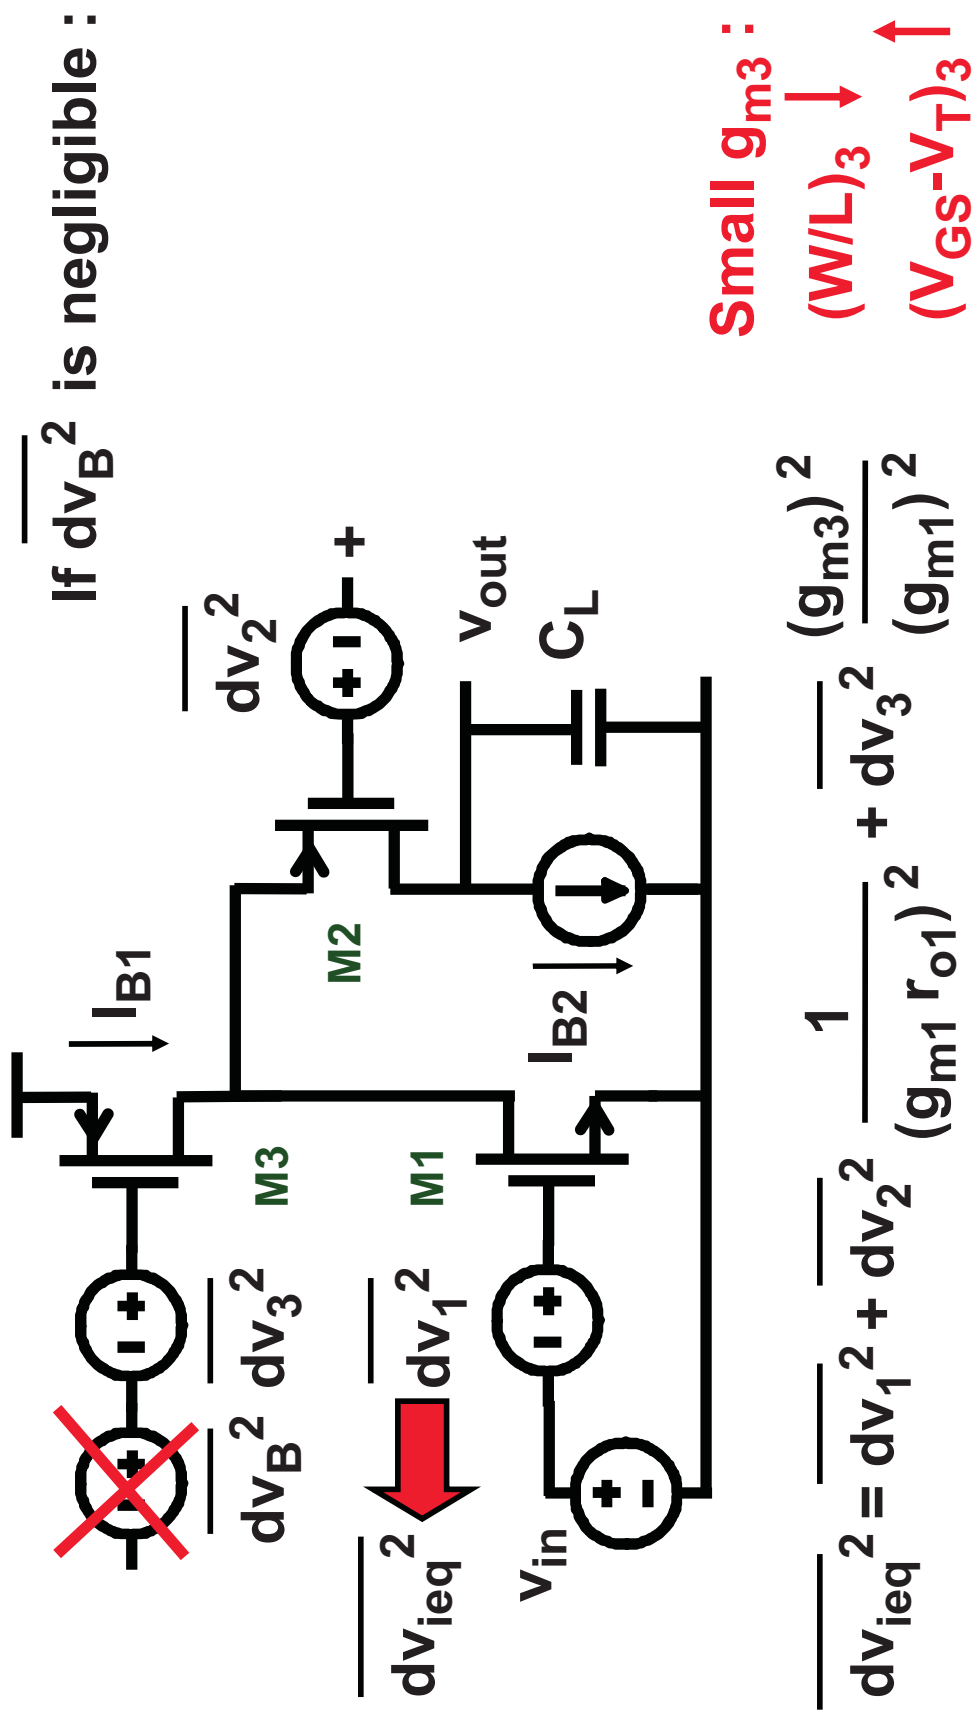 If dv_B^2 is negligible :
I_B1
dv_B^2
dv_3^2
dv_2^2
+
M3
M2
v_out
C_L
dv_ieq^2
dv_1^2
M1
I_B2
v_in
Small g_m3 :
(W/L)_3
(V_GS-V_T)_3
dv_ieq^2 = dv_1^2 + dv_2^2 1/(g_m1 r_o1)^2 + dv_3^2 (g_m3)^2/(g_m1)^2